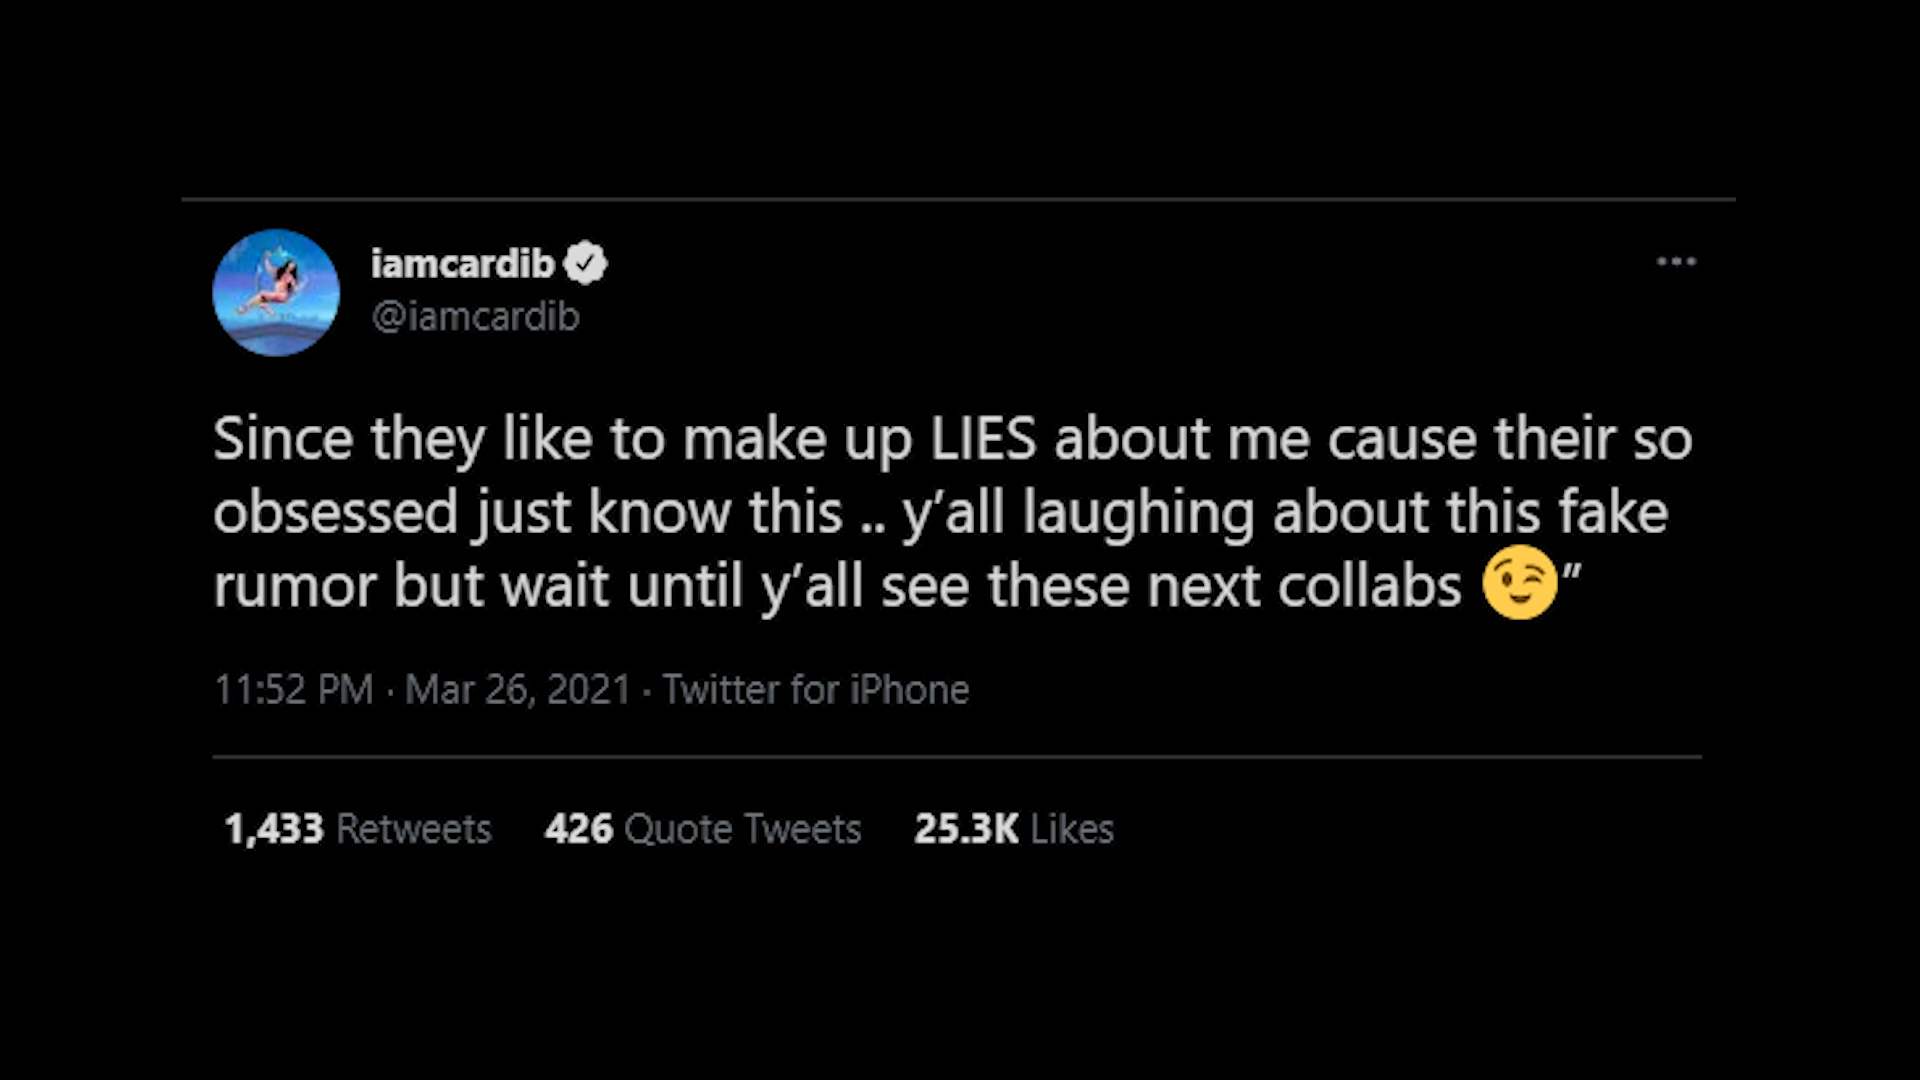 iamcardib
@iamcardib
Since they like to make up LIES about me cause their so
obsessed just know this .. y’all laughing about this fake
rumor but wait until y’all see these next collabs 😉”
11:52 PM · Mar 26, 2021 · Twitter for iPhone
1,433 Retweets 426 Quote Tweets 25.3K Likes